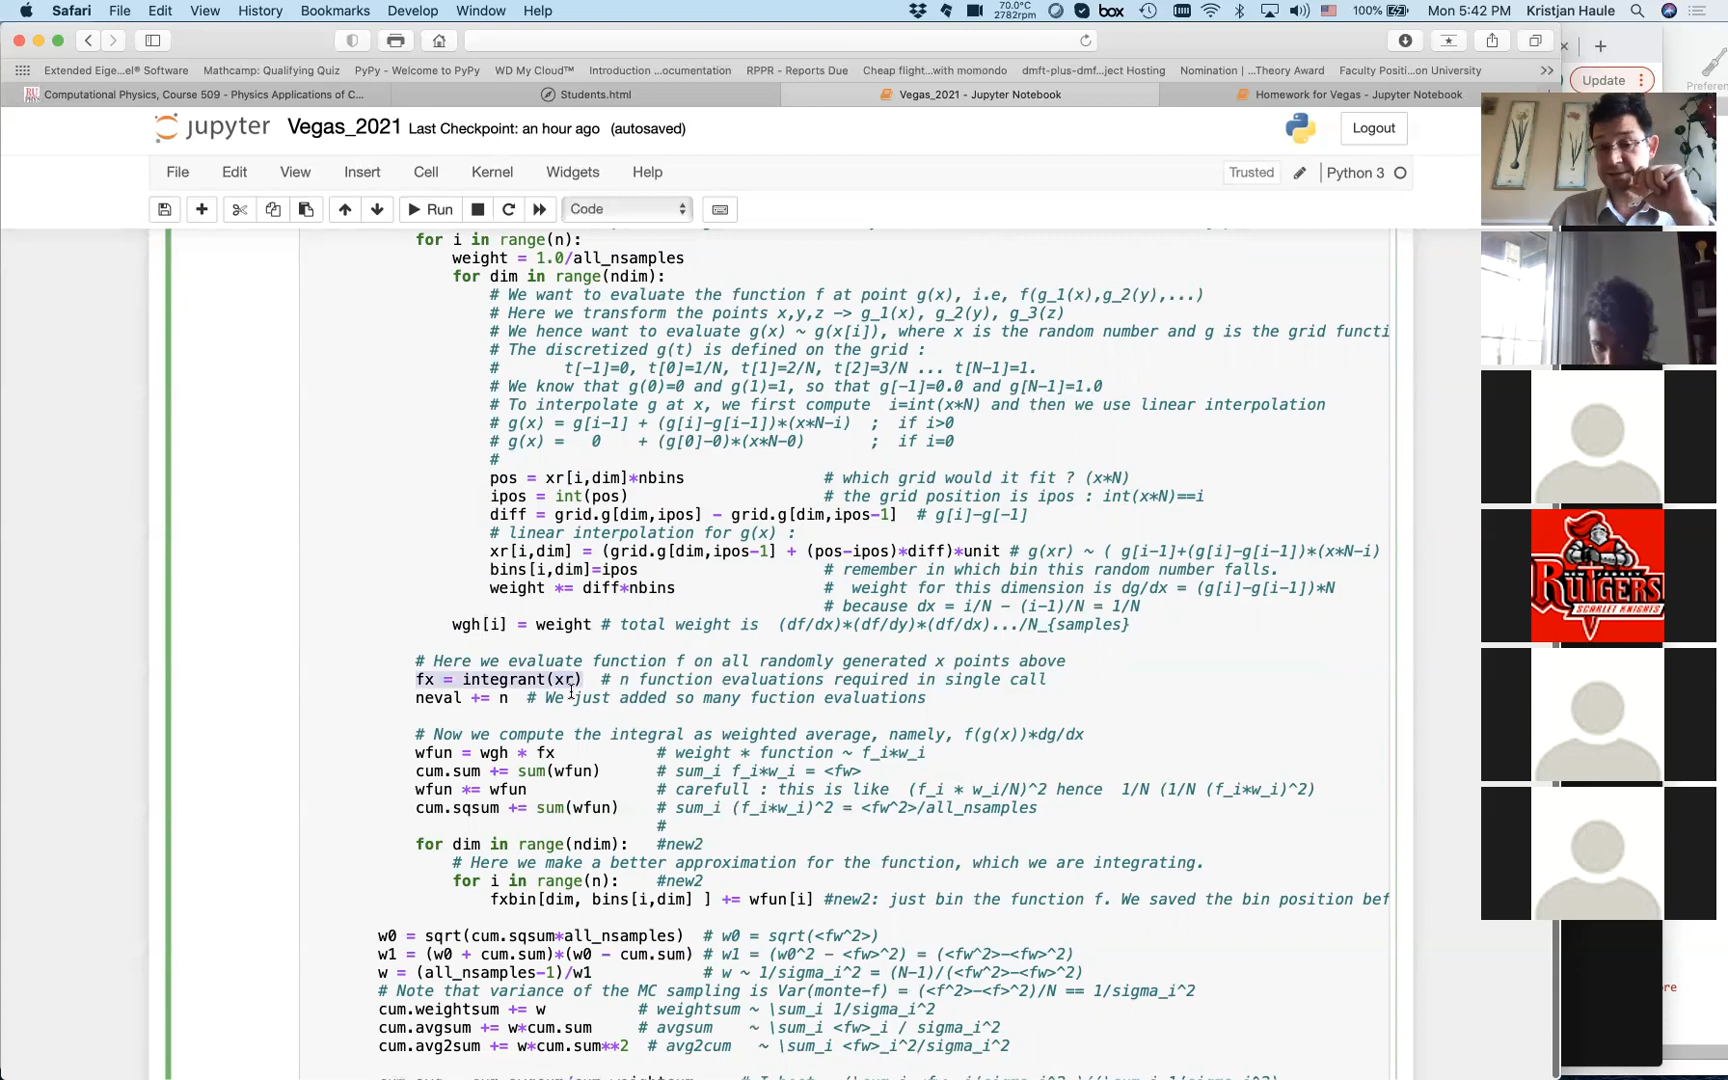 Safari File Edit View History Bookmarks Develop Window Help
70.0°C
2782rpm
box
100%
Mon 5:42 PM Kristjan Haule
Extended Eige...el® Software Mathcamp: Qualifying Quiz PyPy - Welcome to PyPy WD My Cloud™ Introduction ...ocumentation RPPR - Reports Due Cheap flight...with momondo dmft-plus-dmf...ject Hosting Nomination |...Theory Award Faculty Positi...on University
Update
Preferen
Computational Physics, Course 509 - Physics Applications of C... Students.html Vegas_2021 - Jupyter Notebook Homework for Vegas - Jupyter Notebook
jupyter Vegas_2021 Last Checkpoint: an hour ago (autosaved)
Logout
File Edit View Insert Cell Kernel Widgets Help
Trusted Python 3
Run Code
for i in range(n):
weight = 1.0/all_nsamples
for dim in range(ndim):
# We want to evaluate the function f at point g(x), i.e, f(g_1(x),g_2(y),...)
# Here we transform the points x,y,z -> g_1(x), g_2(y), g_3(z)
# We hence want to evaluate g(x) ~ g(x[i]), where x is the random number and g is the grid functi
# The discretized g(t) is defined on the grid :
# t[-1]=0, t[0]=1/N, t[1]=2/N, t[2]=3/N ... t[N-1]=1.
# We know that g(0)=0 and g(1)=1, so that g[-1]=0.0 and g[N-1]=1.0
# To interpolate g at x, we first compute i=int(x*N) and then we use linear interpolation
# g(x) = g[i-1] + (g[i]-g[i-1])*(x*N-i) ; if i>0
# g(x) = 0 + (g[0]-0)*(x*N-0) ; if i=0
#
pos = xr[i,dim]*nbins # which grid would it fit ? (x*N)
ipos = int(pos) # the grid position is ipos : int(x*N)==i
diff = grid.g[dim,ipos] - grid.g[dim,ipos-1] # g[i]-g[-1]
# linear interpolation for g(x) :
xr[i,dim] = (grid.g[dim,ipos-1] + (pos-ipos)*diff)*unit # g(xr) ~ ( g[i-1]+(g[i]-g[i-1])*(x*N-i) )
bins[i,dim]=ipos # remember in which bin this random number falls.
weight *= diff*nbins # weight for this dimension is dg/dx = (g[i]-g[i-1])*N
# because dx = i/N - (i-1)/N = 1/N
wgh[i] = weight # total weight is (df/dx)*(df/dy)*(df/dx).../N_{samples}
# Here we evaluate function f on all randomly generated x points above
fx = integrant(xr) # n function evaluations required in single call
neval += n # We just added so many fuction evaluations
# Now we compute the integral as weighted average, namely, f(g(x))*dg/dx
wfun = wgh * fx # weight * function ~ f_i*w_i
cum.sum += sum(wfun) # sum_i f_i*w_i = <fw>
wfun *= wfun # carefull : this is like (f_i * w_i/N)^2 hence 1/N (1/N (f_i*w_i)^2)
cum.sqsum += sum(wfun) # sum_i (f_i*w_i)^2 = <fw^2>/all_nsamples
#
for dim in range(ndim): #new2
# Here we make a better approximation for the function, which we are integrating.
for i in range(n): #new2
fxbin[dim, bins[i,dim] ] += wfun[i] #new2: just bin the function f. We saved the bin position bef
w0 = sqrt(cum.sqsum*all_nsamples) # w0 = sqrt(<fw^2>)
w1 = (w0 + cum.sum)*(w0 - cum.sum) # w1 = (w0^2 - <fw>^2) = (<fw^2>-<fw>^2)
w = (all_nsamples-1)/w1 # w ~ 1/sigma_i^2 = (N-1)/(<fw^2>-<fw>^2)
# Note that variance of the MC sampling is Var(monte-f) = (<f^2>-<f>^2)/N == 1/sigma_i^2
cum.weightsum += w # weightsum ~ \sum_i 1/sigma_i^2
cum.avgsum += w*cum.sum # avgsum ~ \sum_i <fw>_i / sigma_i^2
cum.avg2sum += w*cum.sum**2 # avg2cum ~ \sum_i <fw>_i^2/sigma_i^2
RUTGERS
SCARLET KNIGHTS
ore